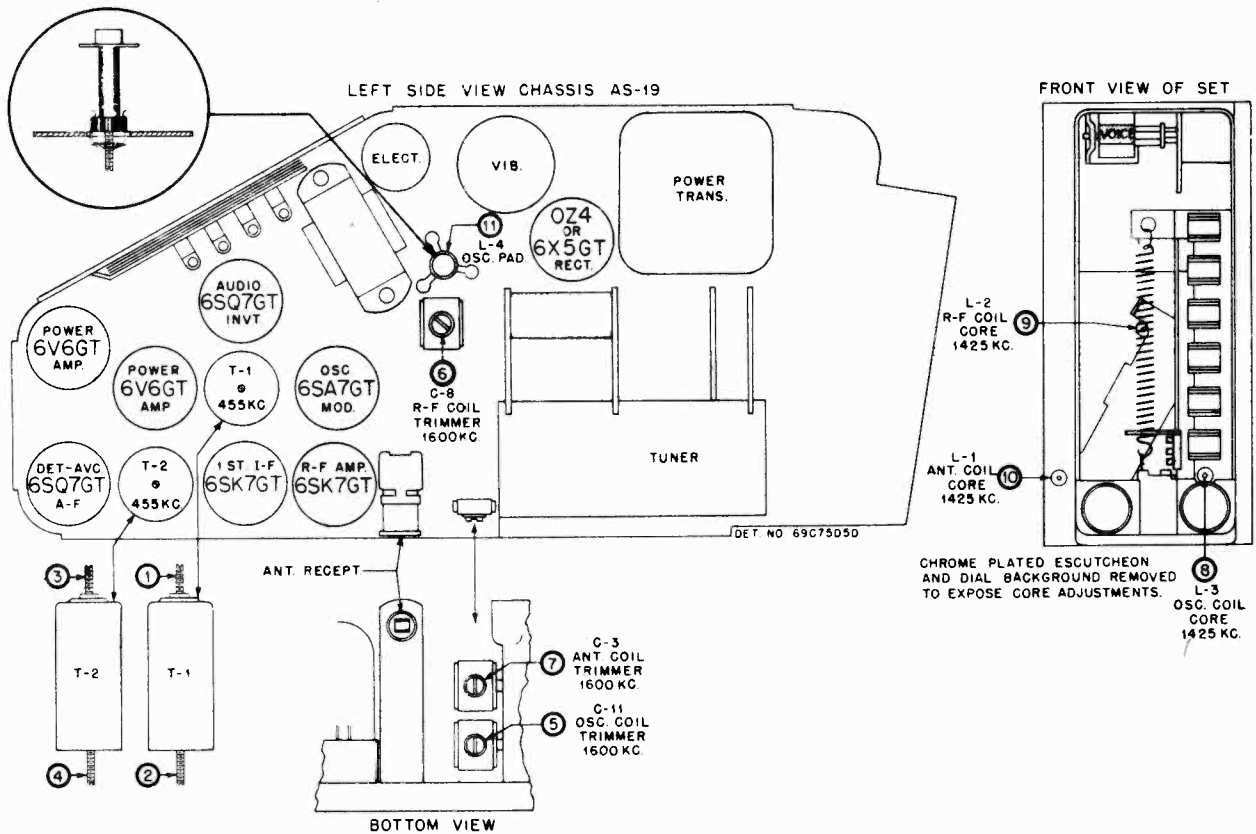 LEFT SIDE VIEW CHASSIS AS-19
FRONT VIEW OF SET
ELECT.
VIB.
POWER
TRANS.
VOICE
11
L-4
OSC. PAD.
OZ4
OR
6X5GT
RECT.
AUDIO
6SQ7GT
INVT.
POWER
6V6GT
AMP.
POWER
6V6GT
AMP
T-1
455KC.
OSC.
6SA7GT
MOD.
6
C-8
R-F COIL
TRIMMER
1600KC.
L-2
R-F COIL
CORE
1425 KC.
9
DET-AVC
6SQ7GT
A-F
T-2
455KC.
1 ST. I-F
6SK7GT
R-F AMP.
6SK7GT
TUNER
L-1
ANT. COIL
CORE
1425 KC.
10
DET. NO 69C75D5D
ANT. RECEPT.
CHROME PLATED ESCUTCHEON
AND DIAL BACKGROUND REMOVED
TO EXPOSE CORE ADJUSTMENTS.
8
L-3
OSC. COIL
CORE
1425 KC.
3
1
T-2
T-1
4
2
7
C-3
ANT. COIL
TRIMMER
1600 KC.
5
C-11
OSC. COIL
TRIMMER
1600 KC.
BOTTOM VIEW